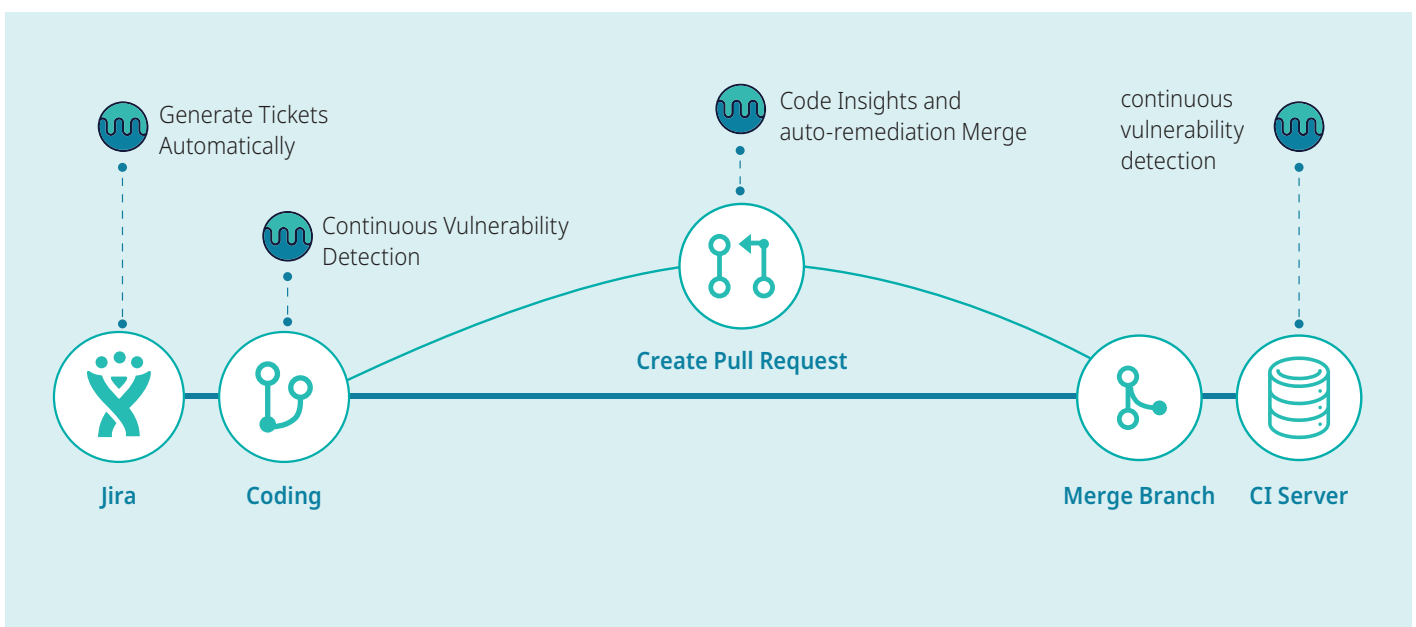 Generate Tickets
Automatically
Continuous Vulnerability
Detection
Code Insights and
auto-remediation Merge
continuous
vulnerability
detection
Create Pull Request
Jira
Coding
Merge Branch
CI Server